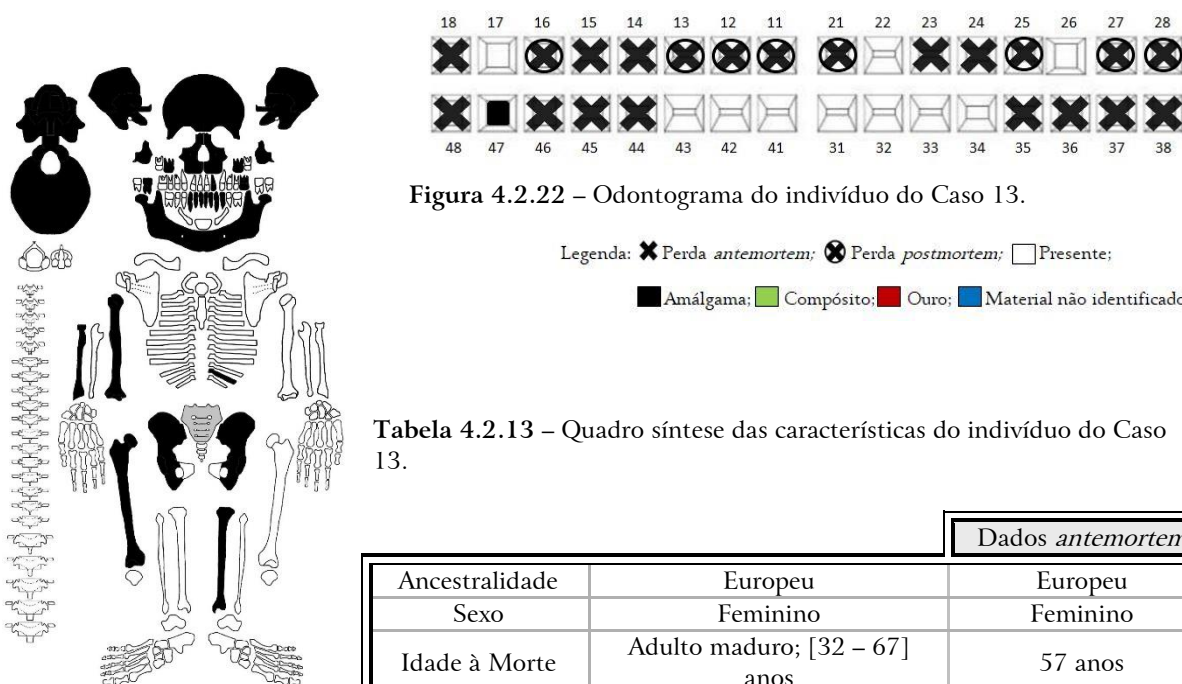 18 17 16 15 14 13 12 11 21 22 23 24 25 26 27 28
48 47 46 45 44 43 42 41 31 32 33 34 35 36 37 38
Figura 4.2.22 – Odontograma do indivíduo do Caso 13.
Legenda: Perda antemortem; Perda postmortem; Presente;
Amálgama; Compósito; Ouro; Material não identificado
Tabela 4.2.13 – Quadro síntese das características do indivíduo do Caso
13.
Dados antemortem
Ancestralidade Europeu Europeu
Sexo Feminino Feminino
Idade à Morte Adulto maduro; [32 – 67] 57 anos
anos